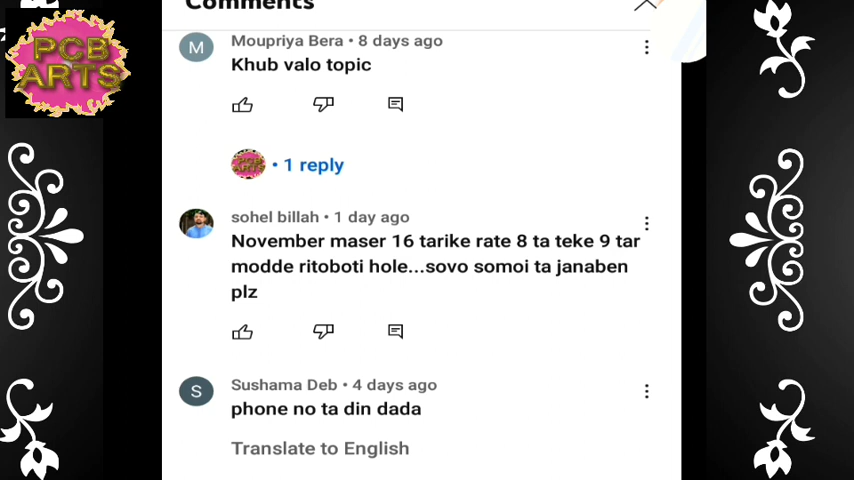 PCB
ARTS
Comments
M
Moupriya Bera • 8 days ago
Khub valo topic
PCB
ARTS
• 1 reply
sohel billah • 1 day ago
November maser 16 tarike rate 8 ta teke 9 tar
modde ritoboti hole...sovo somoi ta janaben
plz
S
Sushama Deb • 4 days ago
phone no ta din dada
Translate to English